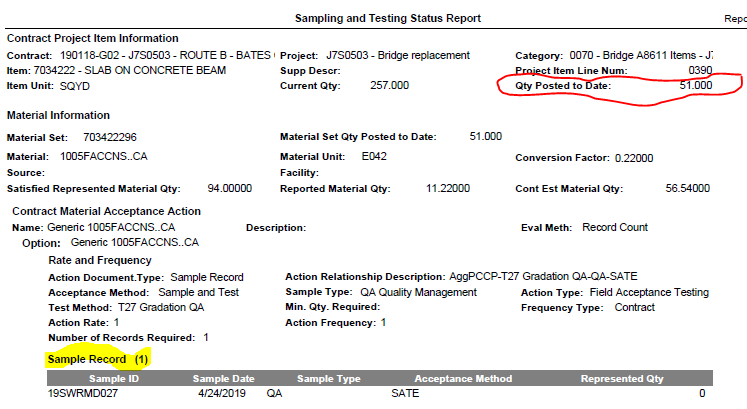 Sampling and Testing Status Report Repo
Contract Project Item Information
Contract: 190118-G02 - J7S0503 - ROUTE B - BATES Project: J7S0503 - Bridge replacement Category: 0070 - Bridge A8611 Items - J7
Item: 7034222 - SLAB ON CONCRETE BEAM Supp Descr: Project Item Line Num: 0390
Item Unit: SQYD Current Qty: 257.000 Qty Posted to Date: 51.000
Material Information
Material Set: 703422296 Material Set Qty Posted to Date: 51.000
Material: 1005FACCNS..CA Material Unit: E042 Conversion Factor: 0.22000
Source: Facility:
Satisfied Represented Material Qty: 94.00000 Reported Material Qty: 11.22000 Cont Est Material Qty: 56.54000
Contract Material Acceptance Action
Name: Generic 1005FACCNS..CA Description: Eval Meth: Record Count
Option: Generic 1005FACCNS..CA
Rate and Frequency
Action Document.Type: Sample Record Action Relationship Description: AggPCCP-T27 Gradation QA-QA-SATE
Acceptance Method: Sample and Test Sample Type: QA Quality Management Action Type: Field Acceptance Testing
Test Method: T27 Gradation QA Min. Qty. Required: Frequency Type: Contract
Action Rate: 1 Action Frequency: 1
Number of Records Required: 1
Sample Record (1)
Sample ID Sample Date Sample Type Acceptance Method Represented Qty
19SWRMD027 4/24/2019 QA SATE 0